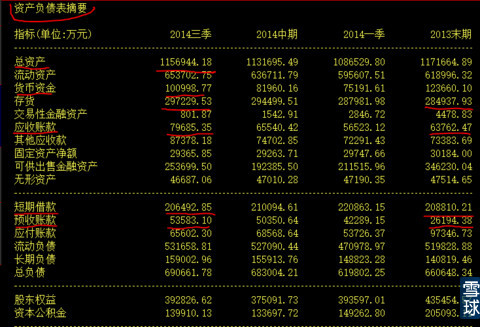 资产负债表摘要
指标(单位:万元) 2014三季 2014中期 2014一季 2013末期
总资产 1156944.18 1131695.49 1086529.80 1171664.89
流动资产 653702.75 636711.79 595607.51 618996.32
货币资金 100998.77 81960.16 75191.61 123660.10
存货 297229.53 294499.51 287981.98 284937.93
交易性金融资产 801.87 1542.91 2846.72 4478.83
应收账款 79685.35 65540.42 56523.12 63762.47
其他应收款 87378.18 74702.85 72291.43 73383.69
固定资产净额 29365.85 29263.71 29747.66 30184.00
可供出售金融资产 253699.50 192385.50 211565.96 346230.04
无形资产 46687.06 47010.28 47190.35 47514.65
短期借款 206492.85 210094.61 220863.15 208810.21
预收账款 53583.10 50350.64 42289.15 26194.38
应付账款 65602.30 68568.64 53726.37 97346.73
流动负债 531658.81 527090.44 470978.97 519828.88
长期负债 159002.96 155913.76 148823.28 140819.46
总负债 690661.78 683004.21 619802.25 660648.34
股东权益 392826.62 375091.73 393597.01 435454.
资本公积金 139910.13 133697.72 149262.80 205093.
雪球